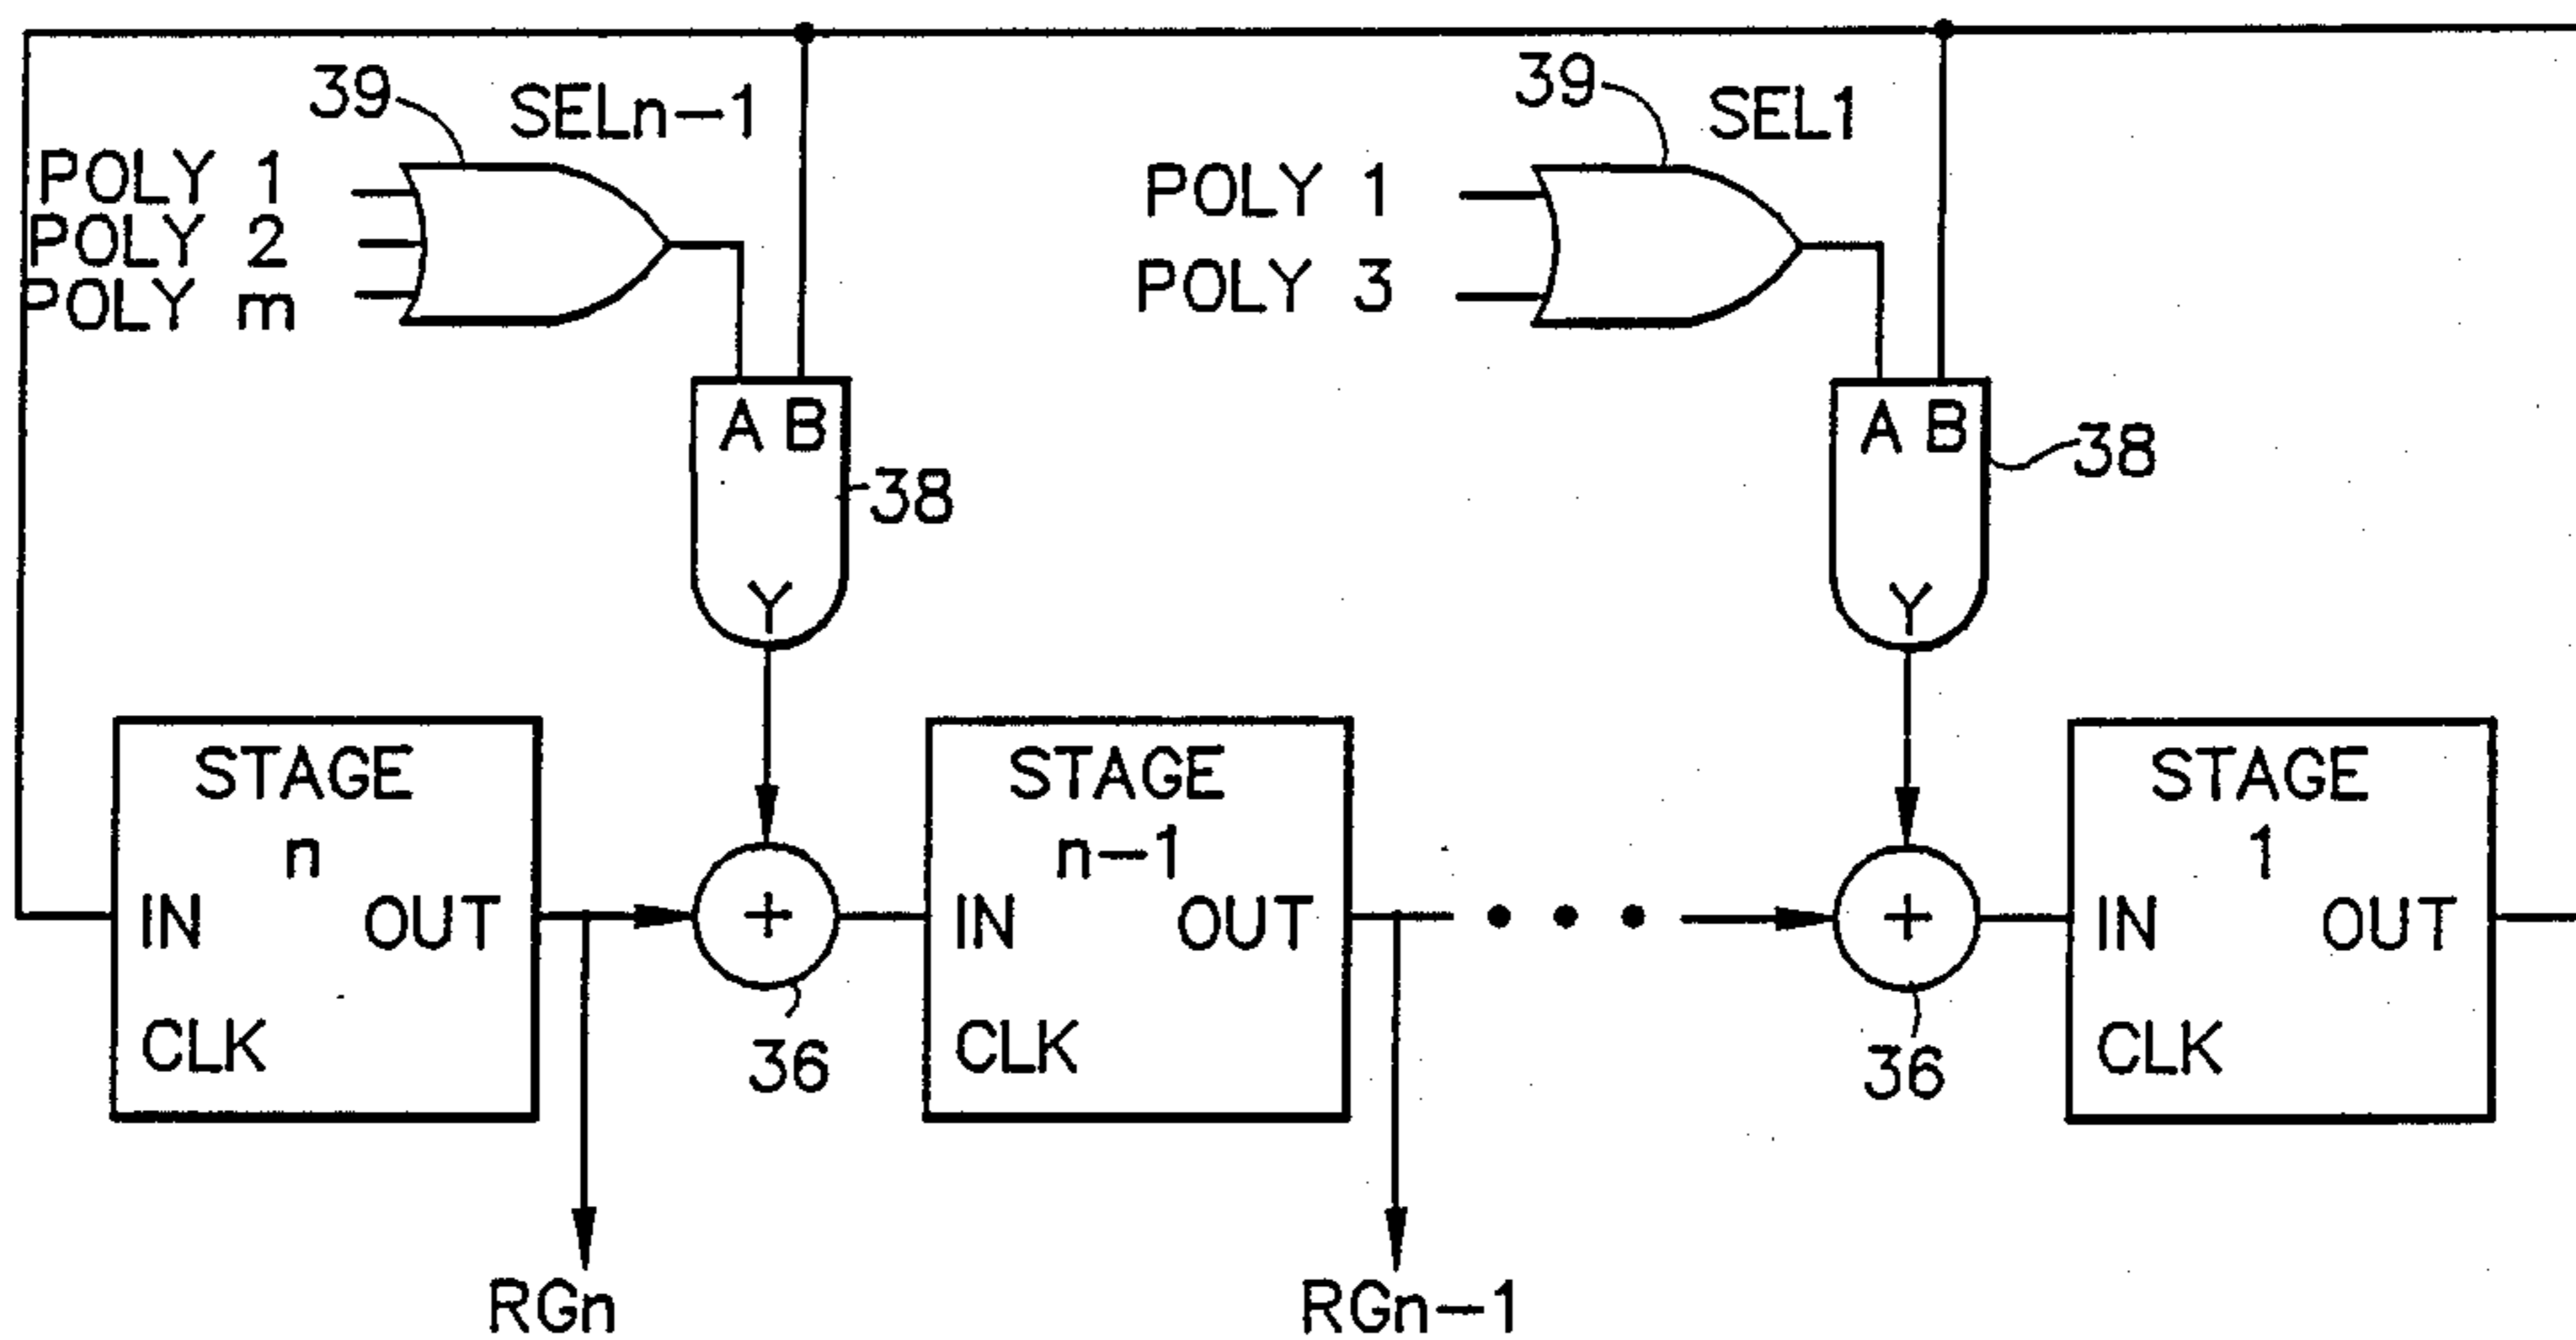 39 SELn-1
POLY 1
POLY 2
POLY m
39 SEL1
POLY 1
POLY 3
A B
38
Y
A B
38
Y
STAGE
n
IN OUT
CLK
36
STAGE
n-1
IN OUT
CLK
36
STAGE
1
IN OUT
CLK
RGn
RGn-1